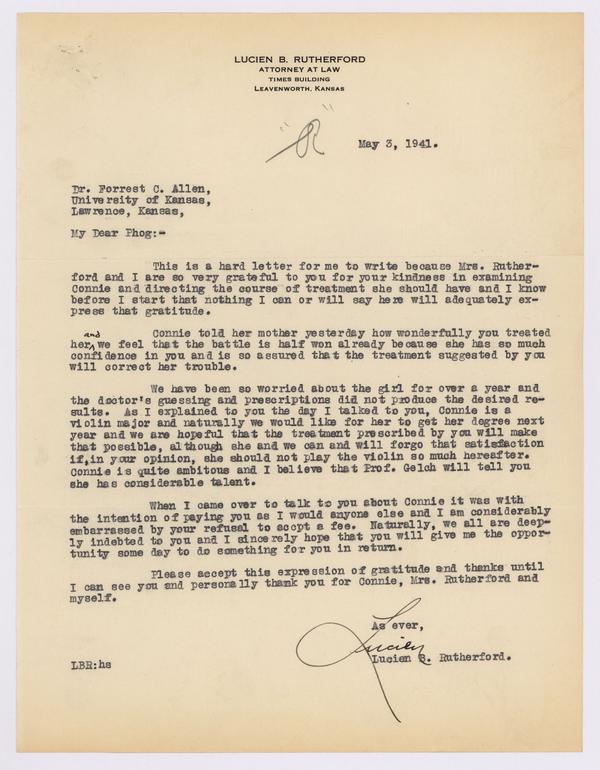 LUCIEN B. RUTHERFORD
ATTORNEY AT LAW
TIMES BUILDING
LEAVENWORTH, KANSAS
"R"
May 3, 1941.
Dr. Forrest C. Allen,
University of Kansas,
Lawrence, Kansas,
My Dear Phog:-
This is a hard letter for me to write because Mrs. Ruther-
ford and I are so very grateful to you for your kindness in examining
Connie and directing the course of treatment she should have and I know
before I start that nothing I can or will say here will adequately ex-
press that gratitude.
Connie told her mother yesterday how wonderfully you treated
her, and we feel that the battle is half won already because she has so much
confidence in you and is so assured that the treatment suggested by you
will correct her trouble.
We have been so worried about the girl for over a year and
the doctor's guessing and prescriptions did not produce the desired re-
sults. As I explained to you the day I talked to you, Connie is a
violin major and naturally we would like for her to get her degree next
year and we are hopeful that the treatment prescribed by you will make
that possible, although she and we can and will forgo that satisfaction
if, in your opinion, she should not play the violin so much hereafter.
Connie is quite ambitous and I believe that Prof. Gelch will tell you
she has considerable talent.
When I came over to talk to you about Connie it was with
the intention of paying you as I would anyone else and I am considerably
embarrassed by your refusal to accpt a fee. Naturally, we all are deep-
ly indebted to you and I sincerely hope that you will give me the oppor-
tunity some day to do something for you in return.
Please accept this expression of gratitude and thanks until
I can see you and personally thank you for Connie, Mrs. Rutherford and
myself.
As ever,
Lucien
Lucien B. Rutherford.
LBR:hs